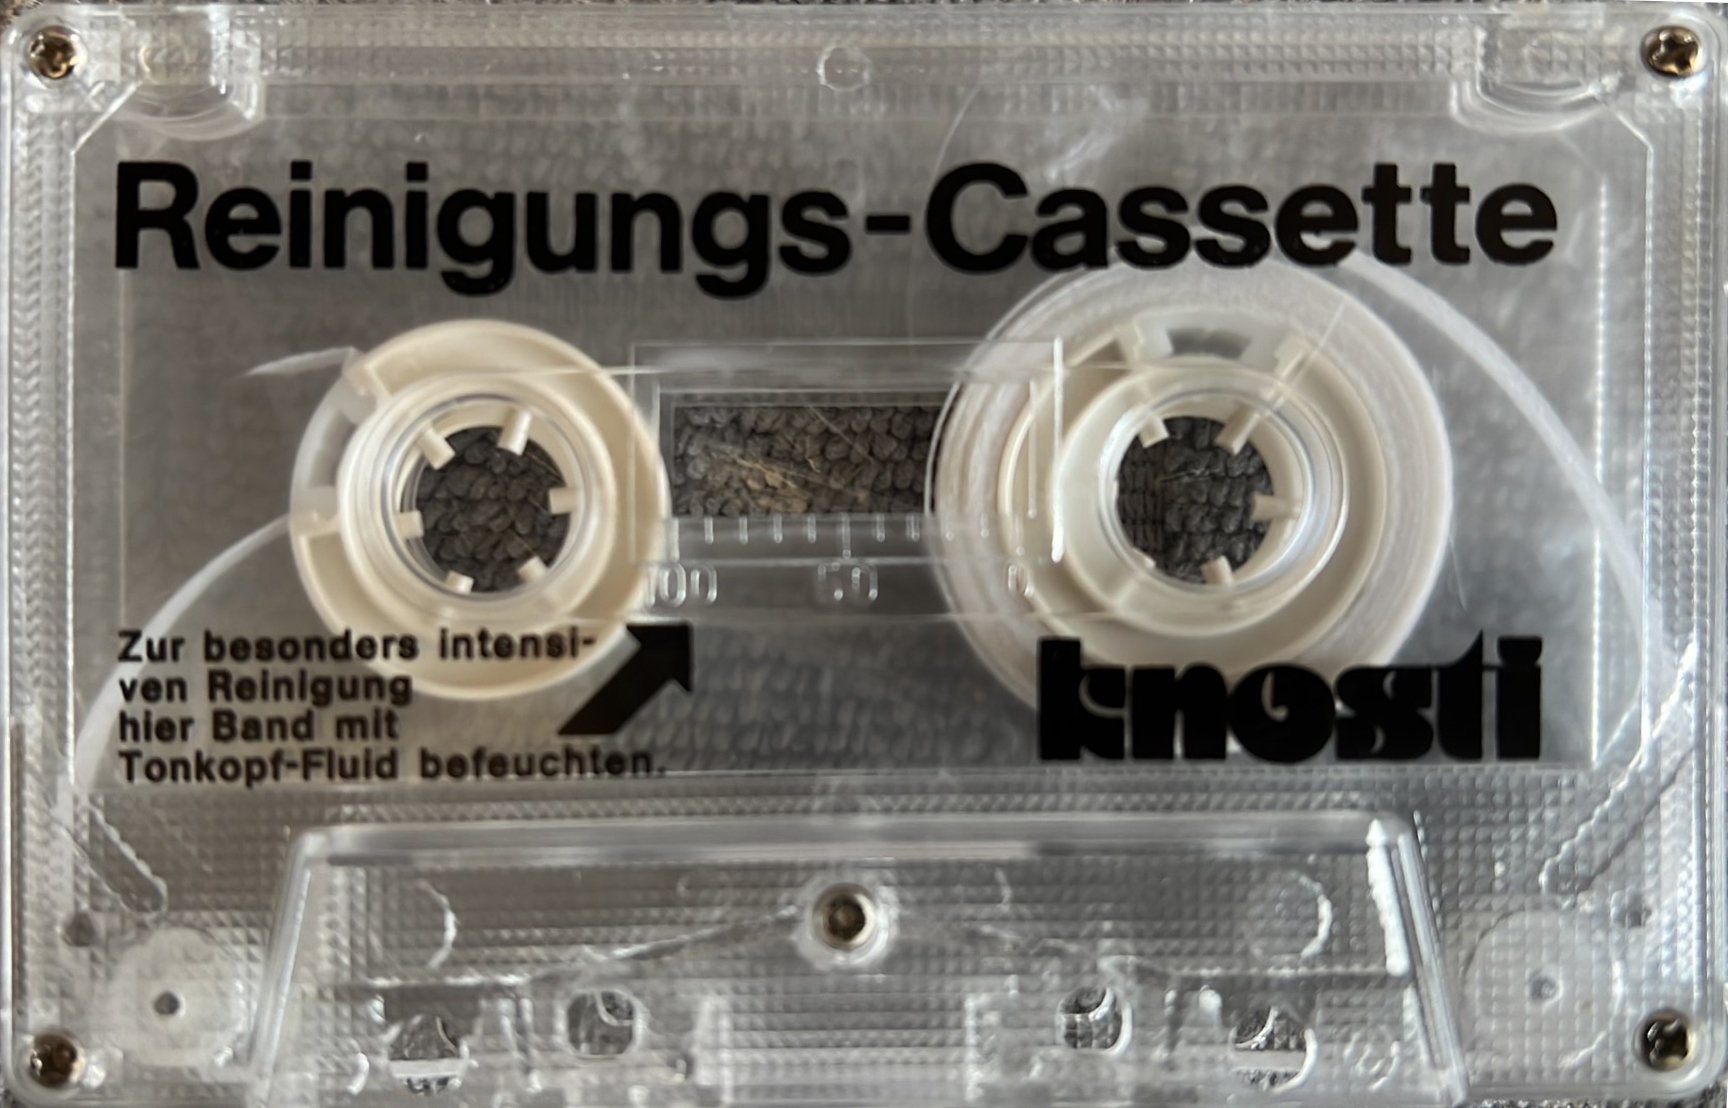 Reinigungs-Cassette
100 50 0
Zur besonders intensi-
ven Reinigung
hier Band mit
Tonkopf-Fluid befeuchten.
knosti